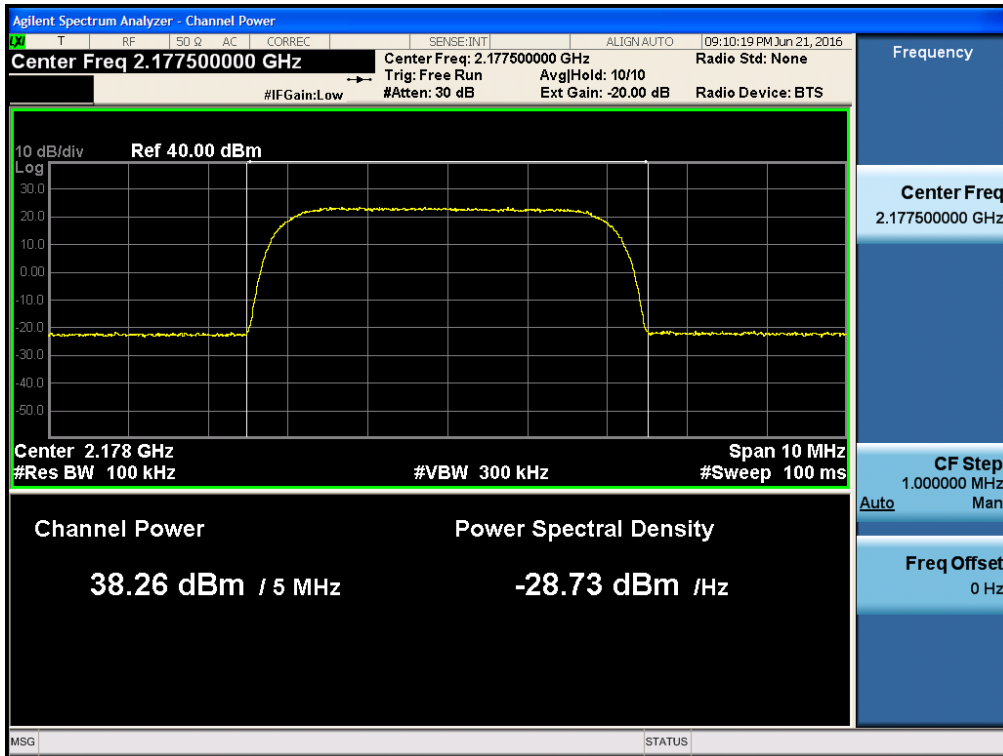 Agilent Spectrum Analyzer - Channel Power
LXI T RF 50 Ω AC CORREC SENSE:INT ALIGN AUTO 09:10:19 PM Jun 21, 2016
Center Freq 2.177500000 GHz
Center Freq: 2.177500000 GHz
Radio Std: None
Trig: Free Run Avg|Hold: 10/10
#IFGain:Low
#Atten: 30 dB Ext Gain: -20.00 dB Radio Device: BTS
10 dB/div Ref 40.00 dBm
Log
30.0
20.0
10.0
0.00
-10.0
-20.0
-30.0
-40.0
-50.0
Center 2.178 GHz Span 10 MHz
#Res BW 100 kHz #VBW 300 kHz #Sweep 100 ms
Channel Power Power Spectral Density
38.26 dBm / 5 MHz -28.73 dBm /Hz
MSG STATUS
Frequency
Center Freq
2.177500000 GHz
CF Step
1.000000 MHz
Auto Man
Freq Offset
0 Hz